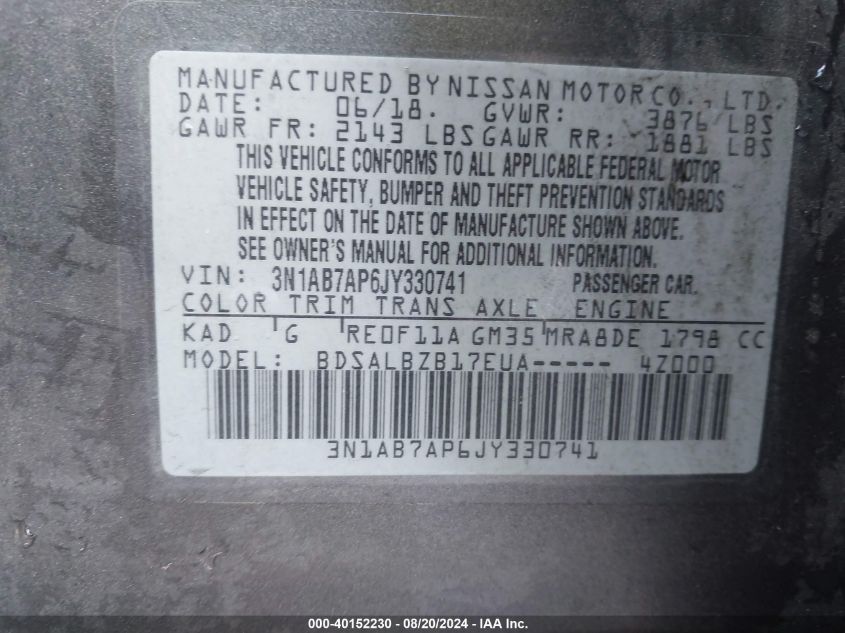 MANUFACTURED BY NISSAN MOTOR CO., LTD.
DATE: 06/18. GVWR: 3876 LBS
GAWR FR: 2143 LBS GAWR RR: 1881 LBS
THIS VEHICLE CONFORMS TO ALL APPLICABLE FEDERAL MOTOR
VEHICLE SAFETY, BUMPER AND THEFT PREVENTION STANDARDS
IN EFFECT ON THE DATE OF MANUFACTURE SHOWN ABOVE.
SEE OWNER'S MANUAL FOR ADDITIONAL INFORMATION.
VIN: 3N1AB7AP6JY330741 PASSENGER CAR.
COLOR TRIM TRANS AXLE ENGINE
KAD G RE0F11A GM35 MRA8DE 1798 CC
MODEL: BDSALBZB17EUA----- 4Z000
3N1AB7AP6JY330741
000-40152230 - 08/20/2024 - IAA Inc.